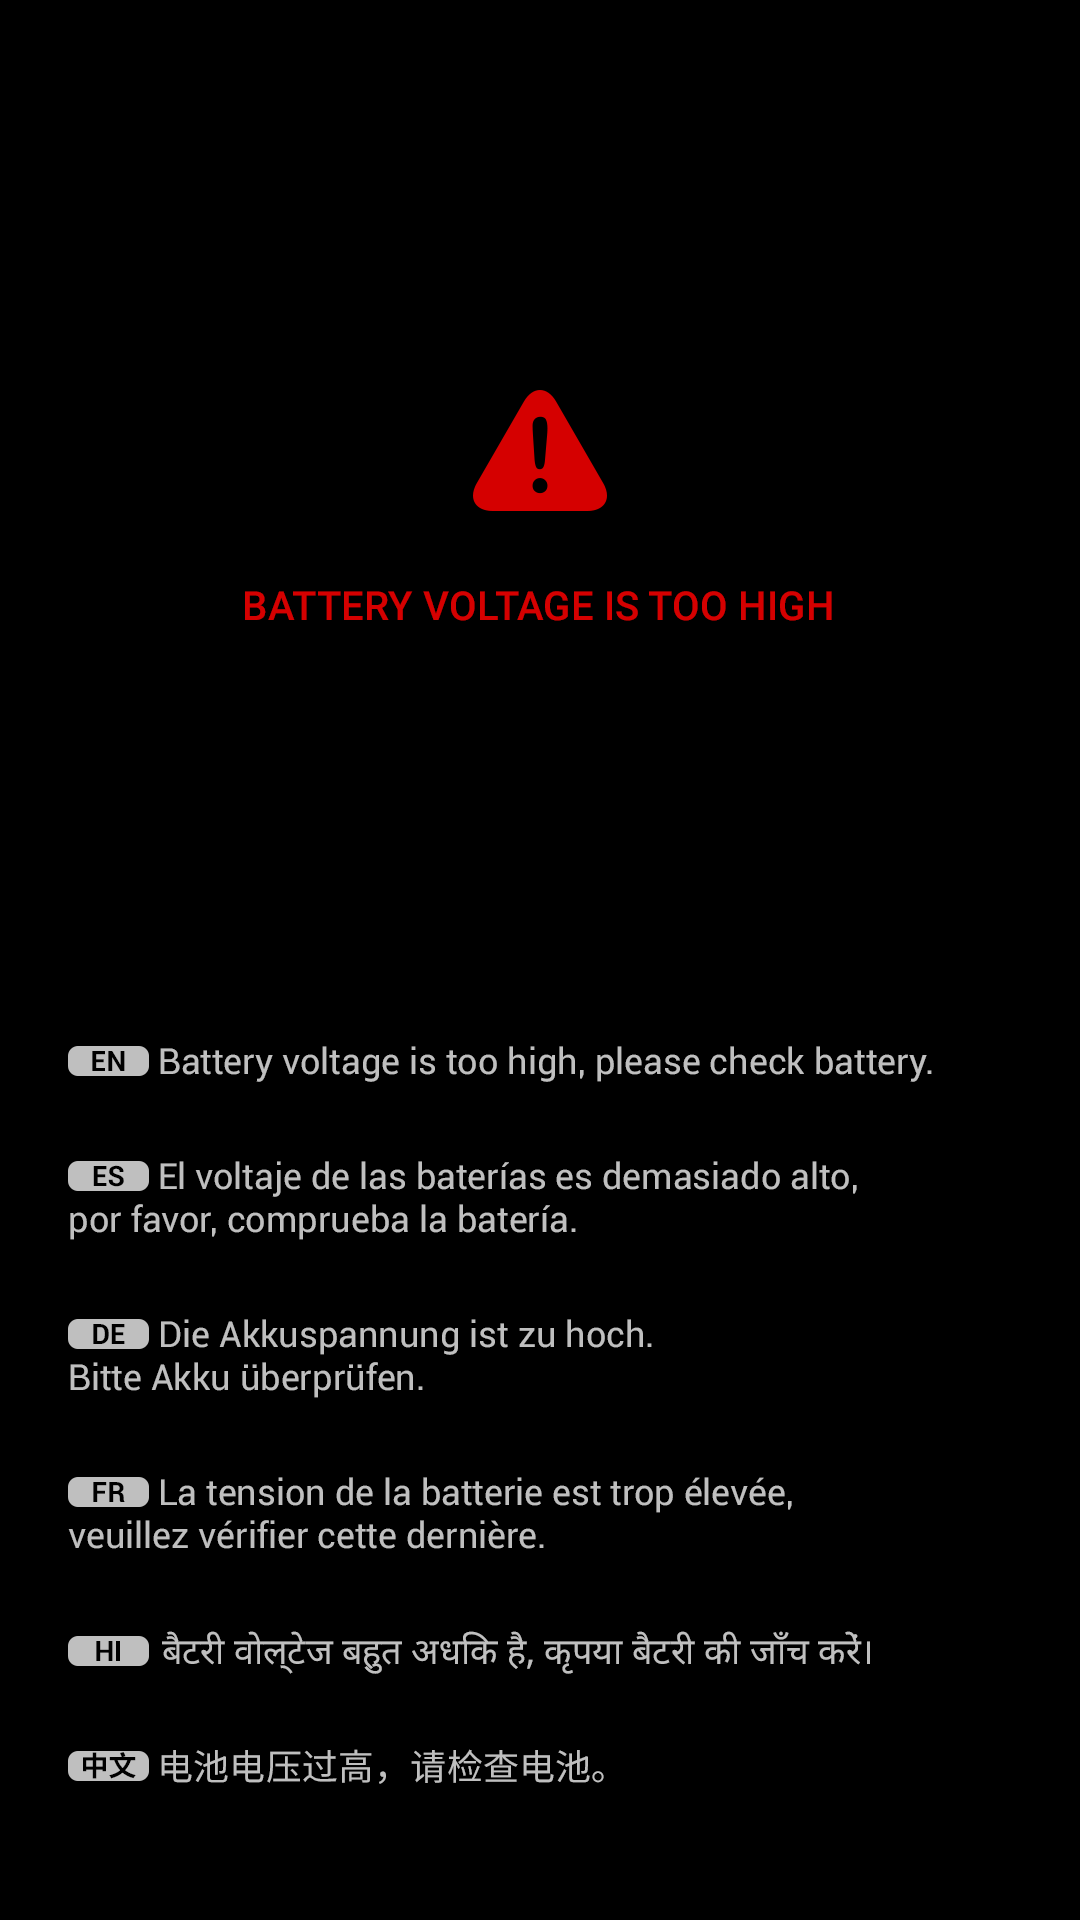 BATTERY VOLTAGE IS TOO HIGH
EN Battery voltage is too high, please check battery.
ES El voltaje de las baterías es demasiado alto,
por favor, comprueba la batería.
DE Die Akkuspannung ist zu hoch.
Bitte Akku überprüfen.
FR La tension de la batterie est trop élevée,
veuillez vérifier cette dernière.
HI बैटरी वोल्टेज बहुत अधिक है, कृपया बैटरी की जाँच करें।
中文 电池电压过高，请检查电池。